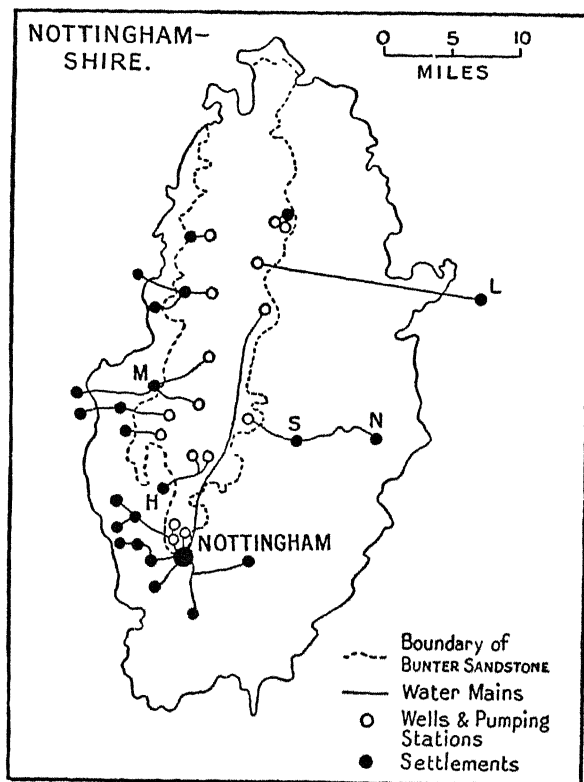 NOTTINGHAM-
SHIRE.
0 5 10
MILES
L
M
S
N
H
NOTTINGHAM
Boundary of
BUNTER SANDSTONE
Water Mains
Wells & Pumping
Stations
Settlements